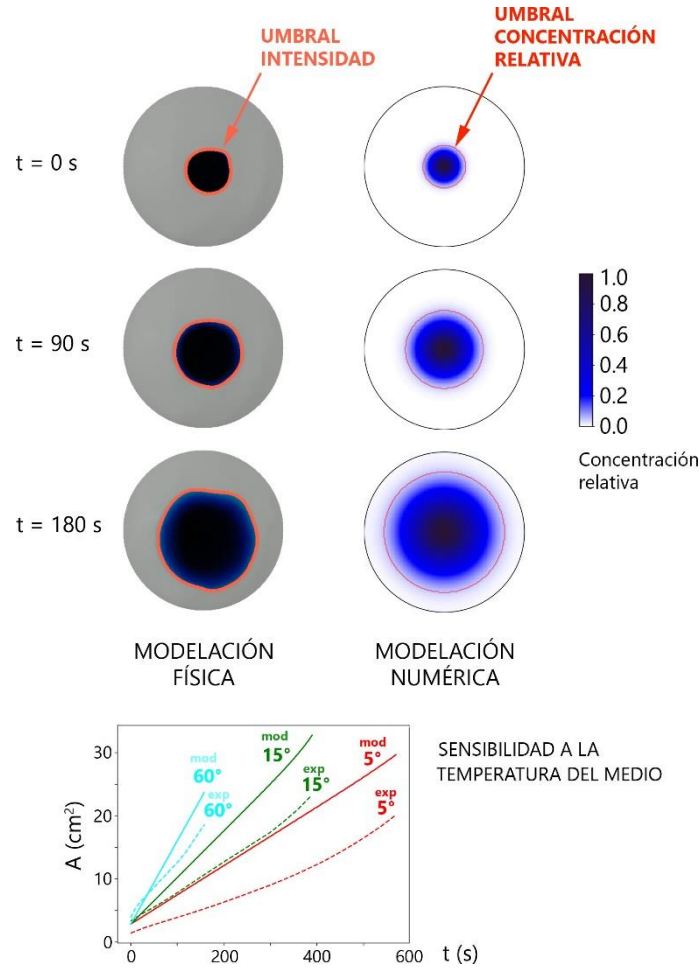 UMBRAL
INTENSIDAD
UMBRAL
CONCENTRACIÓN
RELATIVA
t = 0 s
t = 90 s
1.0
0.8
0.6
0.4
0.2
0.0
Concentración
relativa
t = 180 s
MODELACIÓN
FÍSICA
MODELACIÓN
NUMÉRICA
SENSIBILIDAD A LA
TEMPERATURA DEL MEDIO
A (cm²)
30
20
10
0
mod
60°
exp
60°
mod
15°
exp
15°
mod
5°
exp
5°
0
200
400
600
t (s)